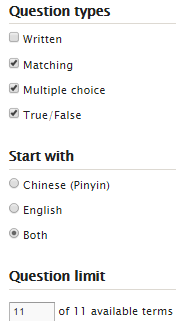 Question types
Written
Matching
Multiple choice
True/False
Start with
Chinese (Pinyin)
English
Both
Question limit
11 of 11 available terms